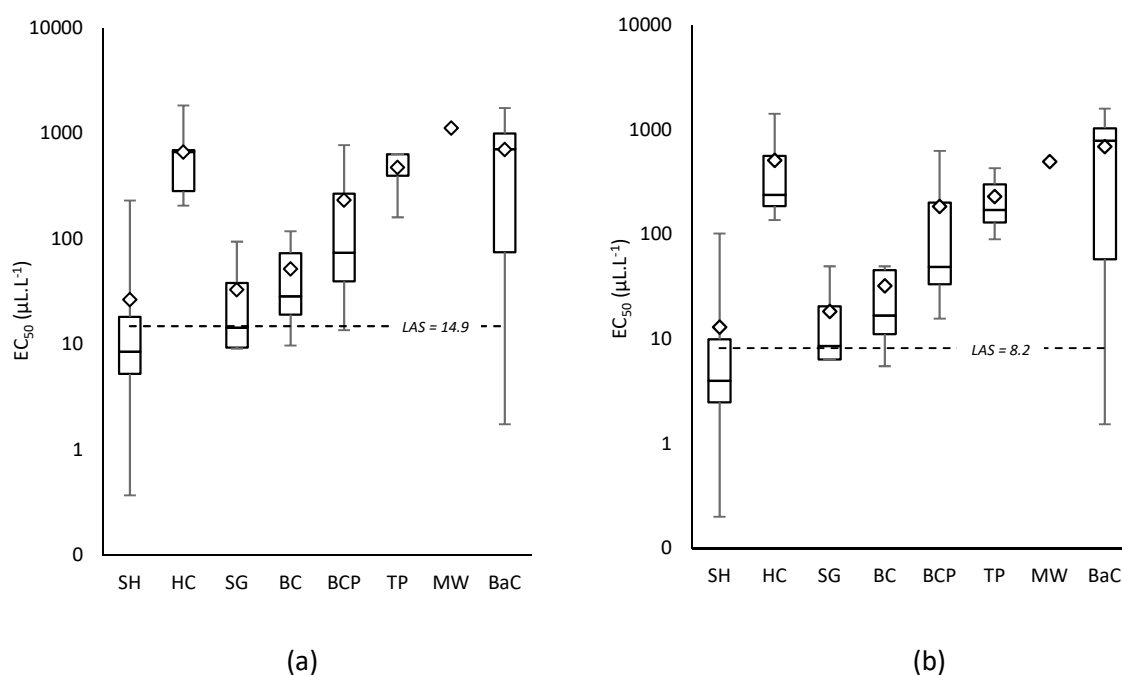 10000
1000
100
10
1
0
EC50 (µL.L-1)
LAS = 14.9
SH HC SG BC BCP TP MW BaC
(a)
10000
1000
100
10
1
0
EC50 (µL.L-1)
LAS = 8.2
SH HC SG BC BCP TP MW BaC
(b)